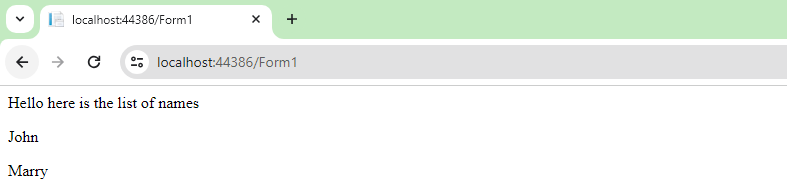 localhost:44386/Form1
localhost:44386/Form1
Hello here is the list of names
John
Marry